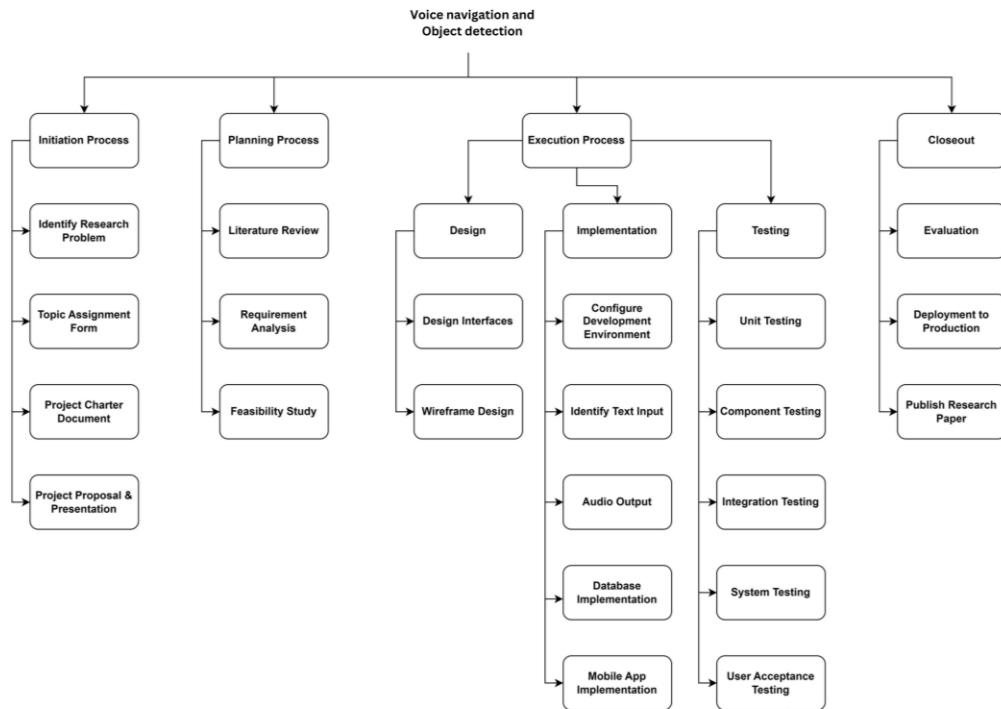 Voice navigation and
Object detection
Initiation Process
Planning Process
Execution Process
Closeout
Identify Research
Problem
Literature Review
Design
Implementation
Testing
Evaluation
Topic Assignment
Form
Requirement
Analysis
Design Interfaces
Configure
Development
Environment
Unit Testing
Deployment to
Production
Project Charter
Document
Feasibility Study
Wireframe Design
Identify Text Input
Component Testing
Publish Research
Paper
Project Proposal &
Presentation
Audio Output
Integration Testing
Database
Implementation
System Testing
Mobile App
Implementation
User Acceptance
Testing